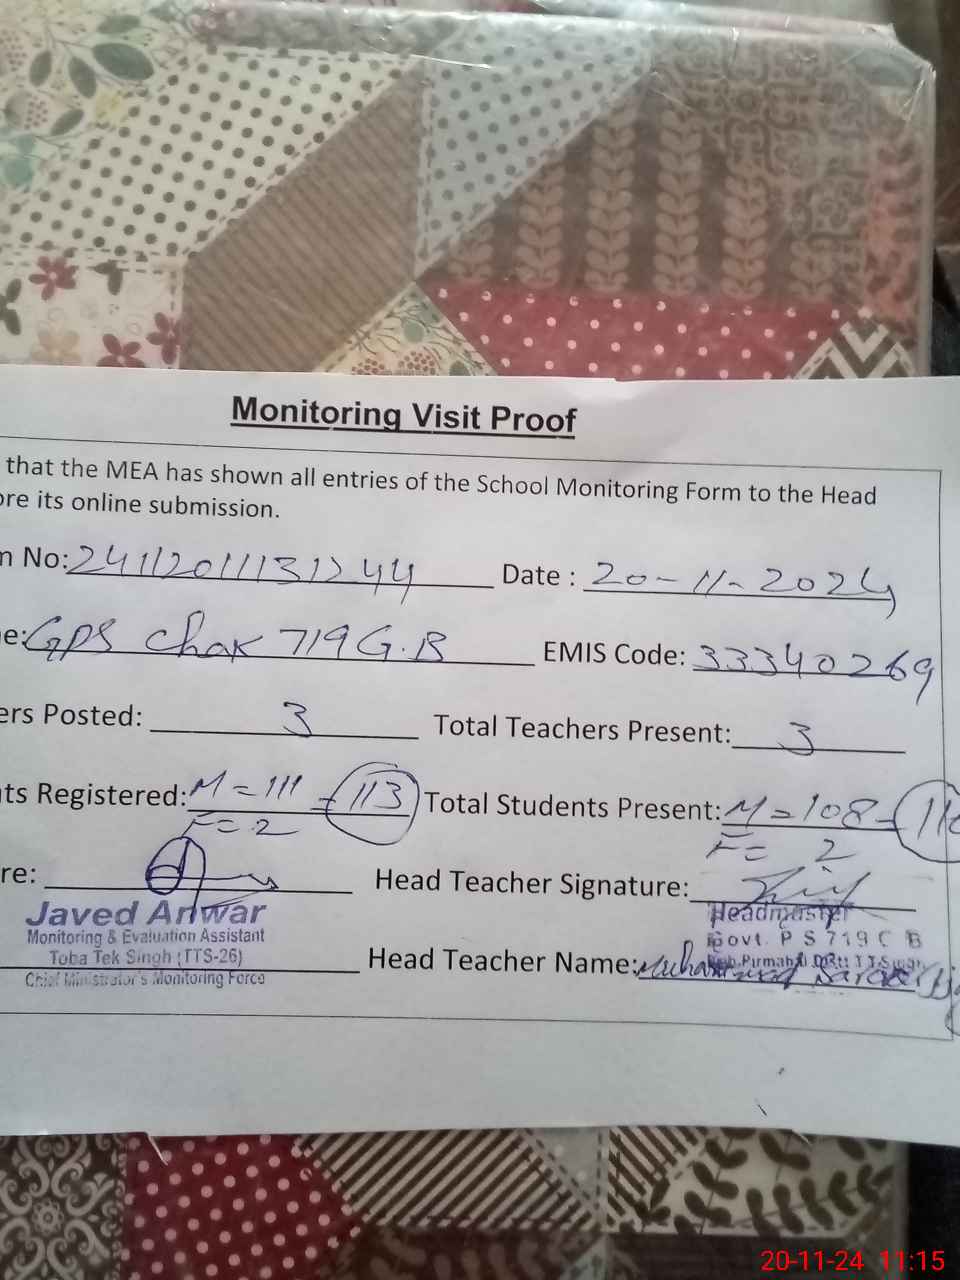 Monitoring Visit Proof
that the MEA has shown all entries of the School Monitoring Form to the Head
ore its online submission.
n No: Date : 20-11-2024
e: GPS Chak 719 G.B EMIS Code: 33340269
ers Posted: 3 Total Teachers Present: 3
ts Registered: M = 111 = 113 Total Students Present: M = 108 =
F = 2 F = 2
re: Head Teacher Signature:
Javed Anwar Headmaster
Monitoring & Evaluation Assistant Govt. P S 719 G B
Toba Tek Singh (TTS-26)
Chief Minister's Monitoring Force
Head Teacher Name: Muhammad
20-11-24 11:15